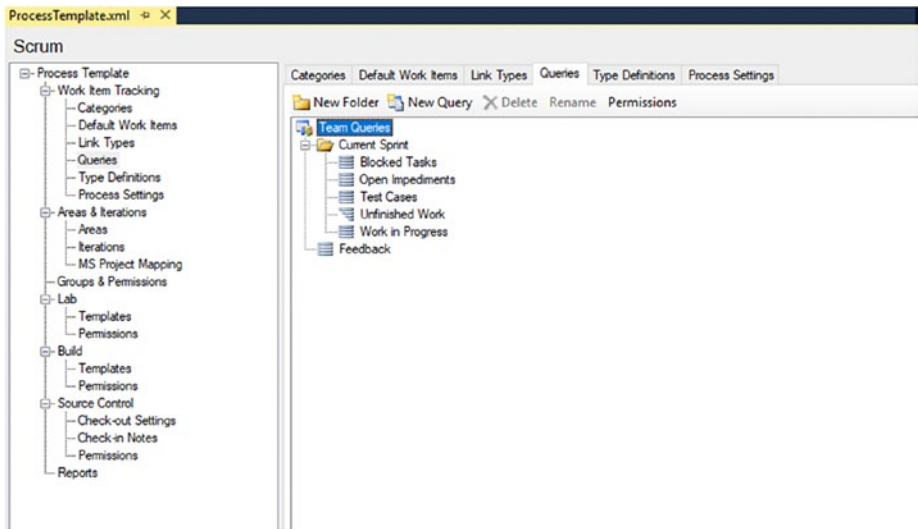 ProcessTemplate.xml
Scrum
Process Template
Work Item Tracking
Categories
Default Work Items
Link Types
Queries
Type Definitions
Process Settings
Areas & Iterations
Areas
Iterations
MS Project Mapping
Groups & Permissions
Lab
Templates
Permissions
Build
Templates
Permissions
Source Control
Check-out Settings
Check-in Notes
Permissions
Reports
Categories Default Work Items Link Types Queries Type Definitions Process Settings
New Folder New Query Delete Rename Permissions
Team Queries
Current Sprint
Blocked Tasks
Open Impediments
Test Cases
Unfinished Work
Work in Progress
Feedback